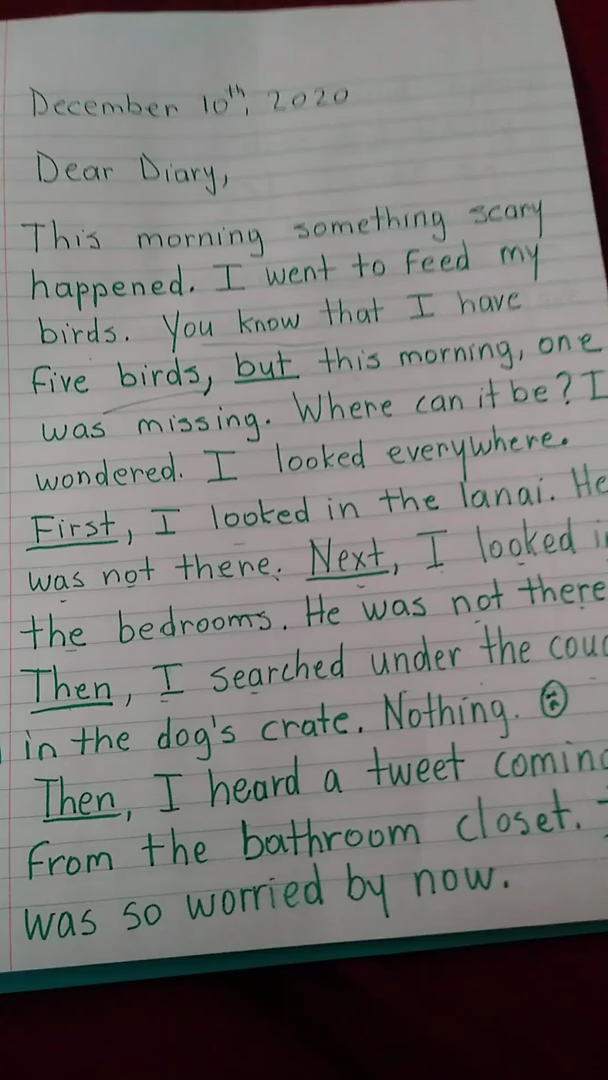 December 10th, 2020
Dear Diary,
This morning something scary
happened. I went to feed my
birds. You know that I have
five birds, but this morning, one
was missing. Where can it be? I
wondered. I looked everywhere.
First, I looked in the lanai. He
was not there. Next, I looked in
the bedrooms. He was not there
Then, I searched under the
in the dog's crate. Nothing. ☹
Then, I heard a tweet coming
from the bathroom closet.
was so worried by now.